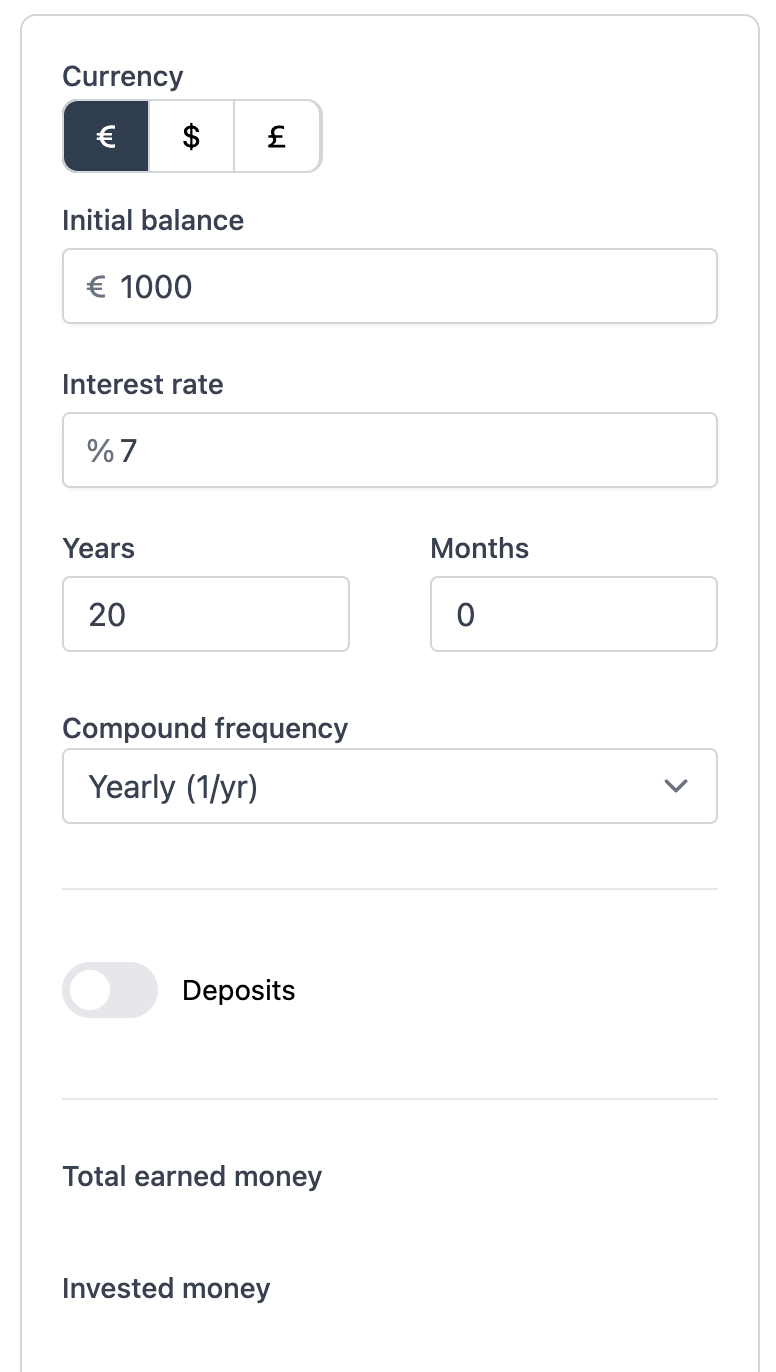 Currency
€ $ £
Initial balance
€ 1000
Interest rate
% 7
Years Months
20 0
Compound frequency
Yearly (1/yr)
Deposits
Total earned money
Invested money